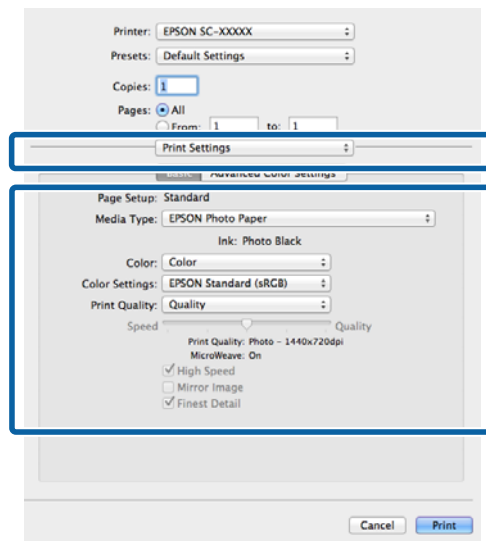 Printer: EPSON SC-XXXXX
Presets: Default Settings
Copies: 1
Pages: All
From: 1 to: 1
Print Settings
Basic Advanced Color Settings
Page Setup: Standard
Media Type: EPSON Photo Paper
Ink: Photo Black
Color: Color
Color Settings: EPSON Standard (sRGB)
Print Quality: Quality
Speed Quality
Print Quality: Photo - 1440x720dpi
MicroWeave: On
High Speed
Mirror Image
Finest Detail
Cancel Print